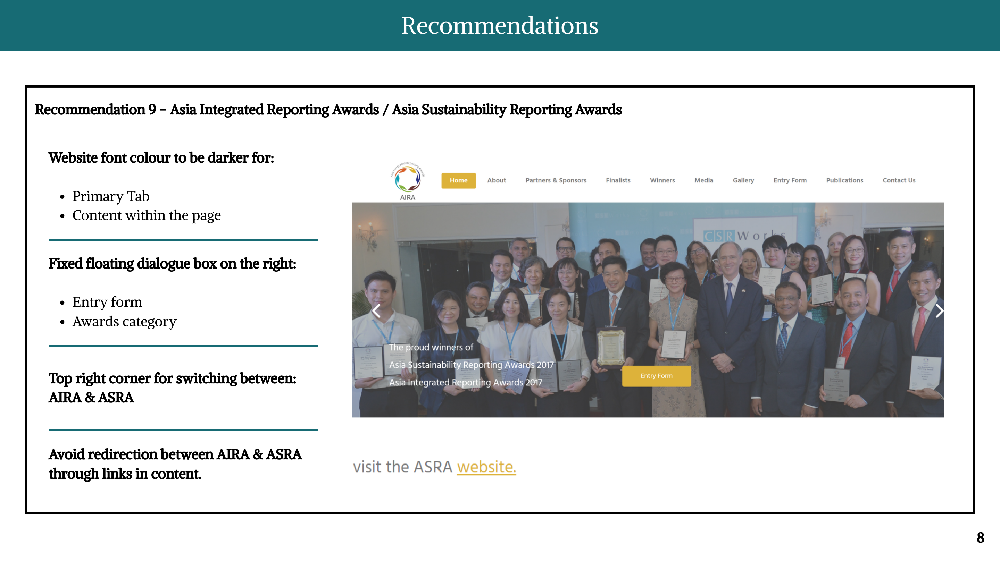 Recommendations
Recommendation 9 – Asia Integrated Reporting Awards / Asia Sustainability Reporting Awards
Website font colour to be darker for:
• Primary Tab
• Content within the page
Fixed floating dialogue box on the right:
• Entry form
• Awards category
Top right corner for switching between:
AIRA & ASRA
Avoid redirection between AIRA & ASRA
through links in content.
Asia Integrated Reporting Awards
AIRA
Home About Partners & Sponsors Finalists Winners Media Gallery Entry Form Publications Contact Us
CSRWorks
The proud winners of
Asia Sustainability Reporting Awards 2017
Asia Integrated Reporting Awards 2017
Entry Form
visit the ASRA website.
8